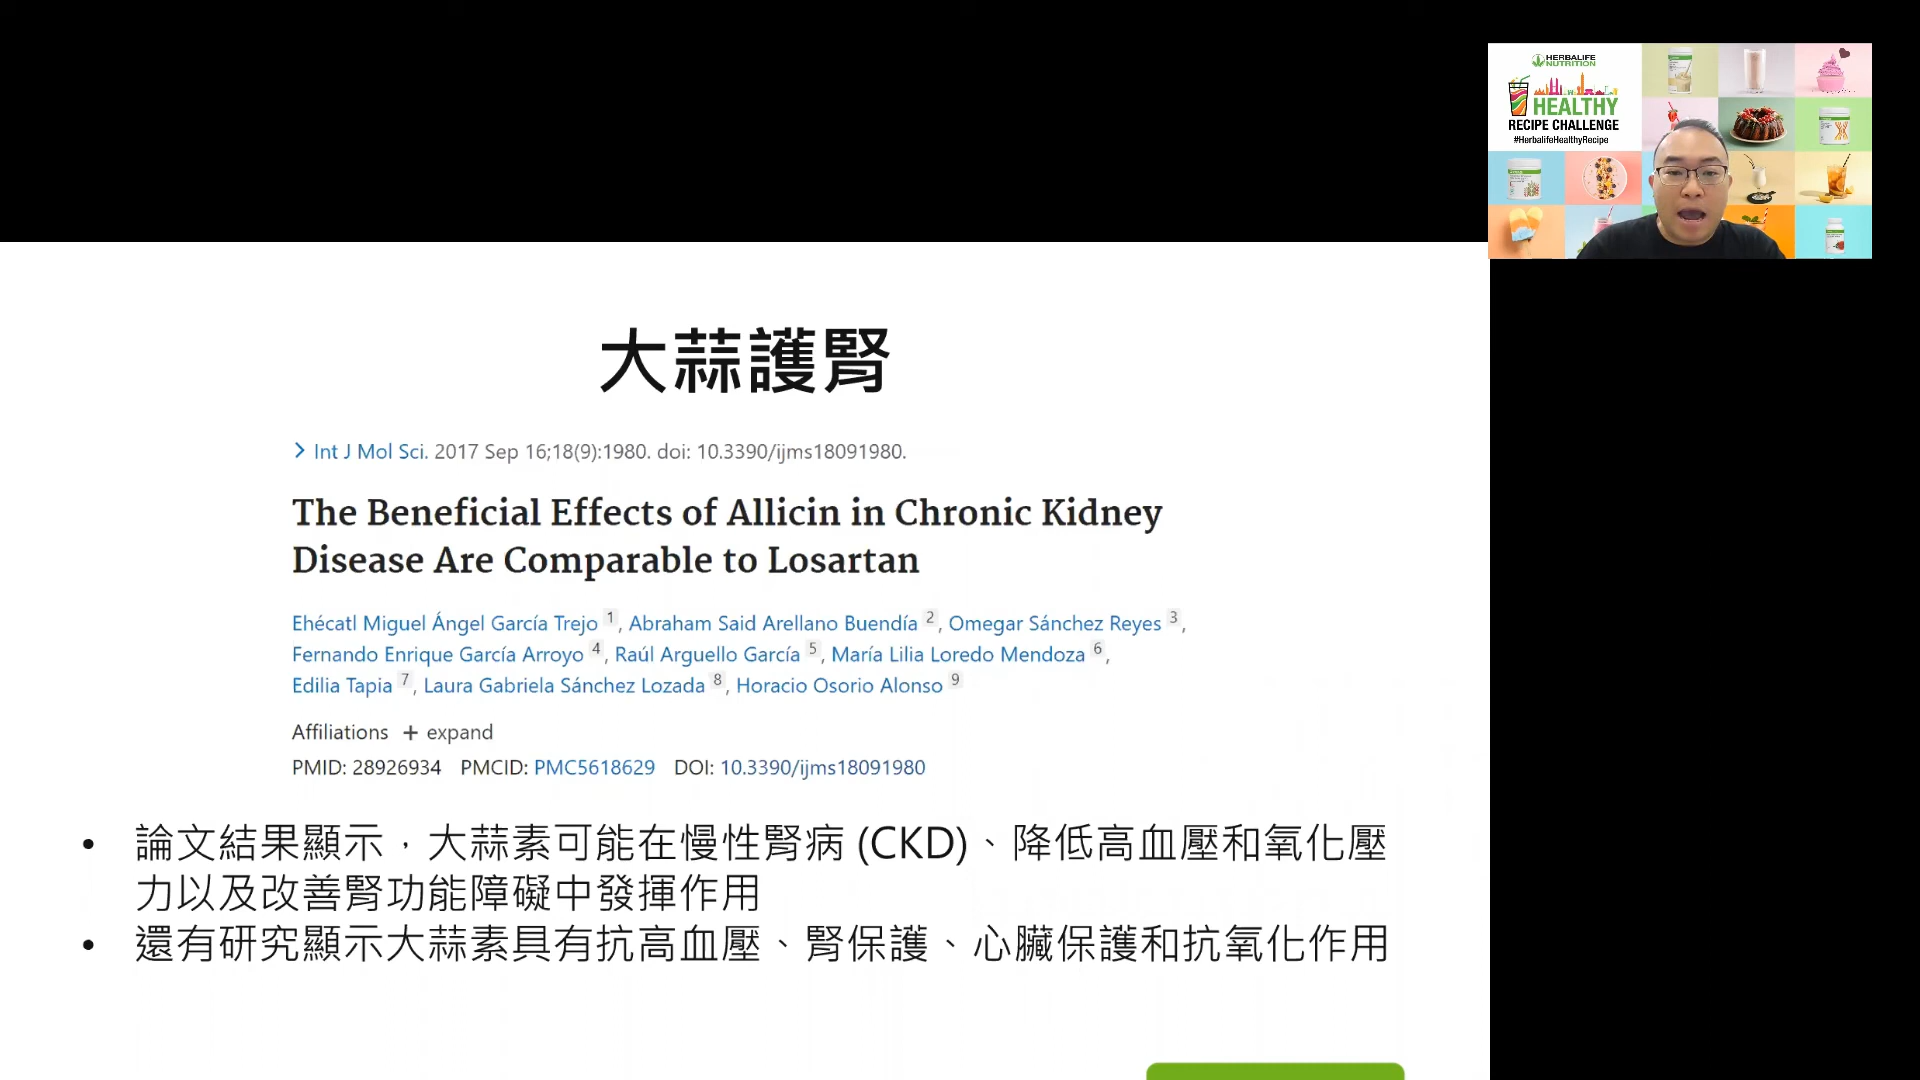 HERBALIFE
NUTRITION
HEALTHY
RECIPE CHALLENGE
#HerbalifeHealthyRecipe
大蒜護腎
Int J Mol Sci. 2017 Sep 16;18(9):1980. doi: 10.3390/ijms18091980.
The Beneficial Effects of Allicin in Chronic Kidney
Disease Are Comparable to Losartan
Ehécatl Miguel Ángel García Trejo 1, Abraham Said Arellano Buendía 2, Omegar Sánchez Reyes 3,
Fernando Enrique García Arroyo 4, Raúl Arguello García 5, María Lilia Loredo Mendoza 6,
Edilia Tapia 7, Laura Gabriela Sánchez Lozada 8, Horacio Osorio Alonso 9
Affiliations + expand
PMID: 28926934 PMCID: PMC5618629 DOI: 10.3390/ijms18091980
• 論文結果顯示，大蒜素可能在慢性腎病 (CKD)、降低高血壓和氧化壓
力以及改善腎功能障礙中發揮作用
• 還有研究顯示大蒜素具有抗高血壓、腎保護、心臟保護和抗氧化作用